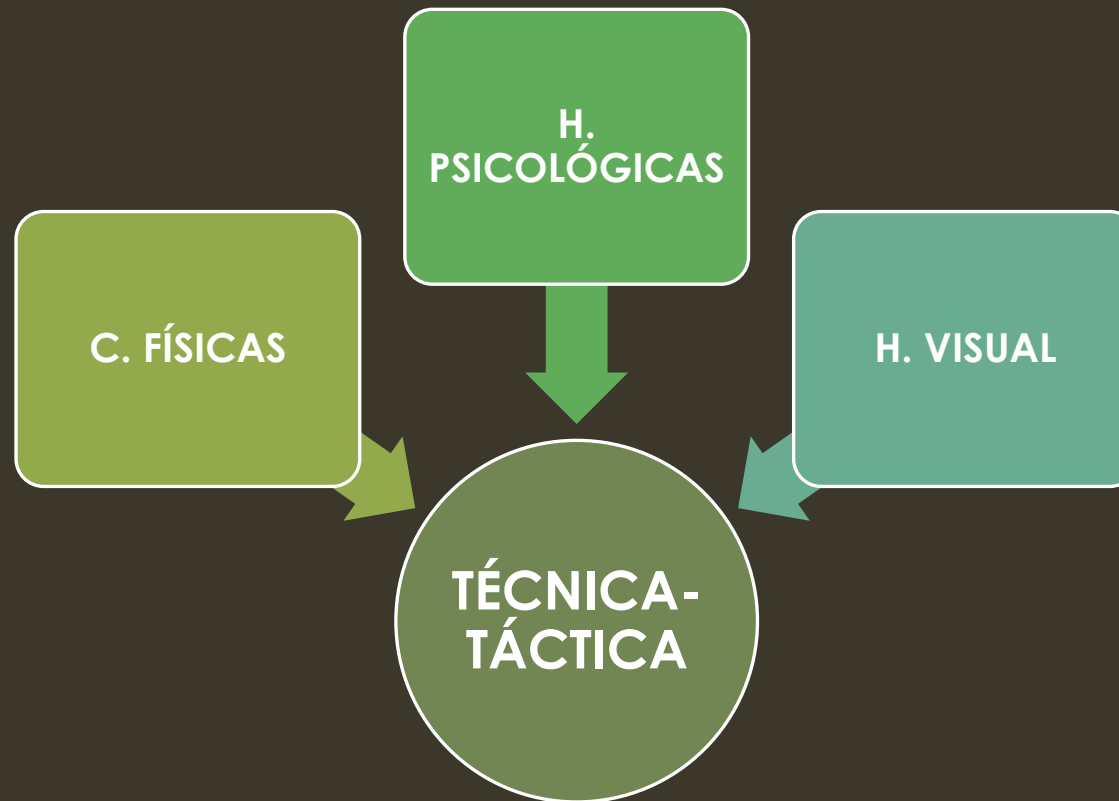 H.
PSICOLÓGICAS
C. FÍSICAS
H. VISUAL
TÉCNICA-
TÁCTICA